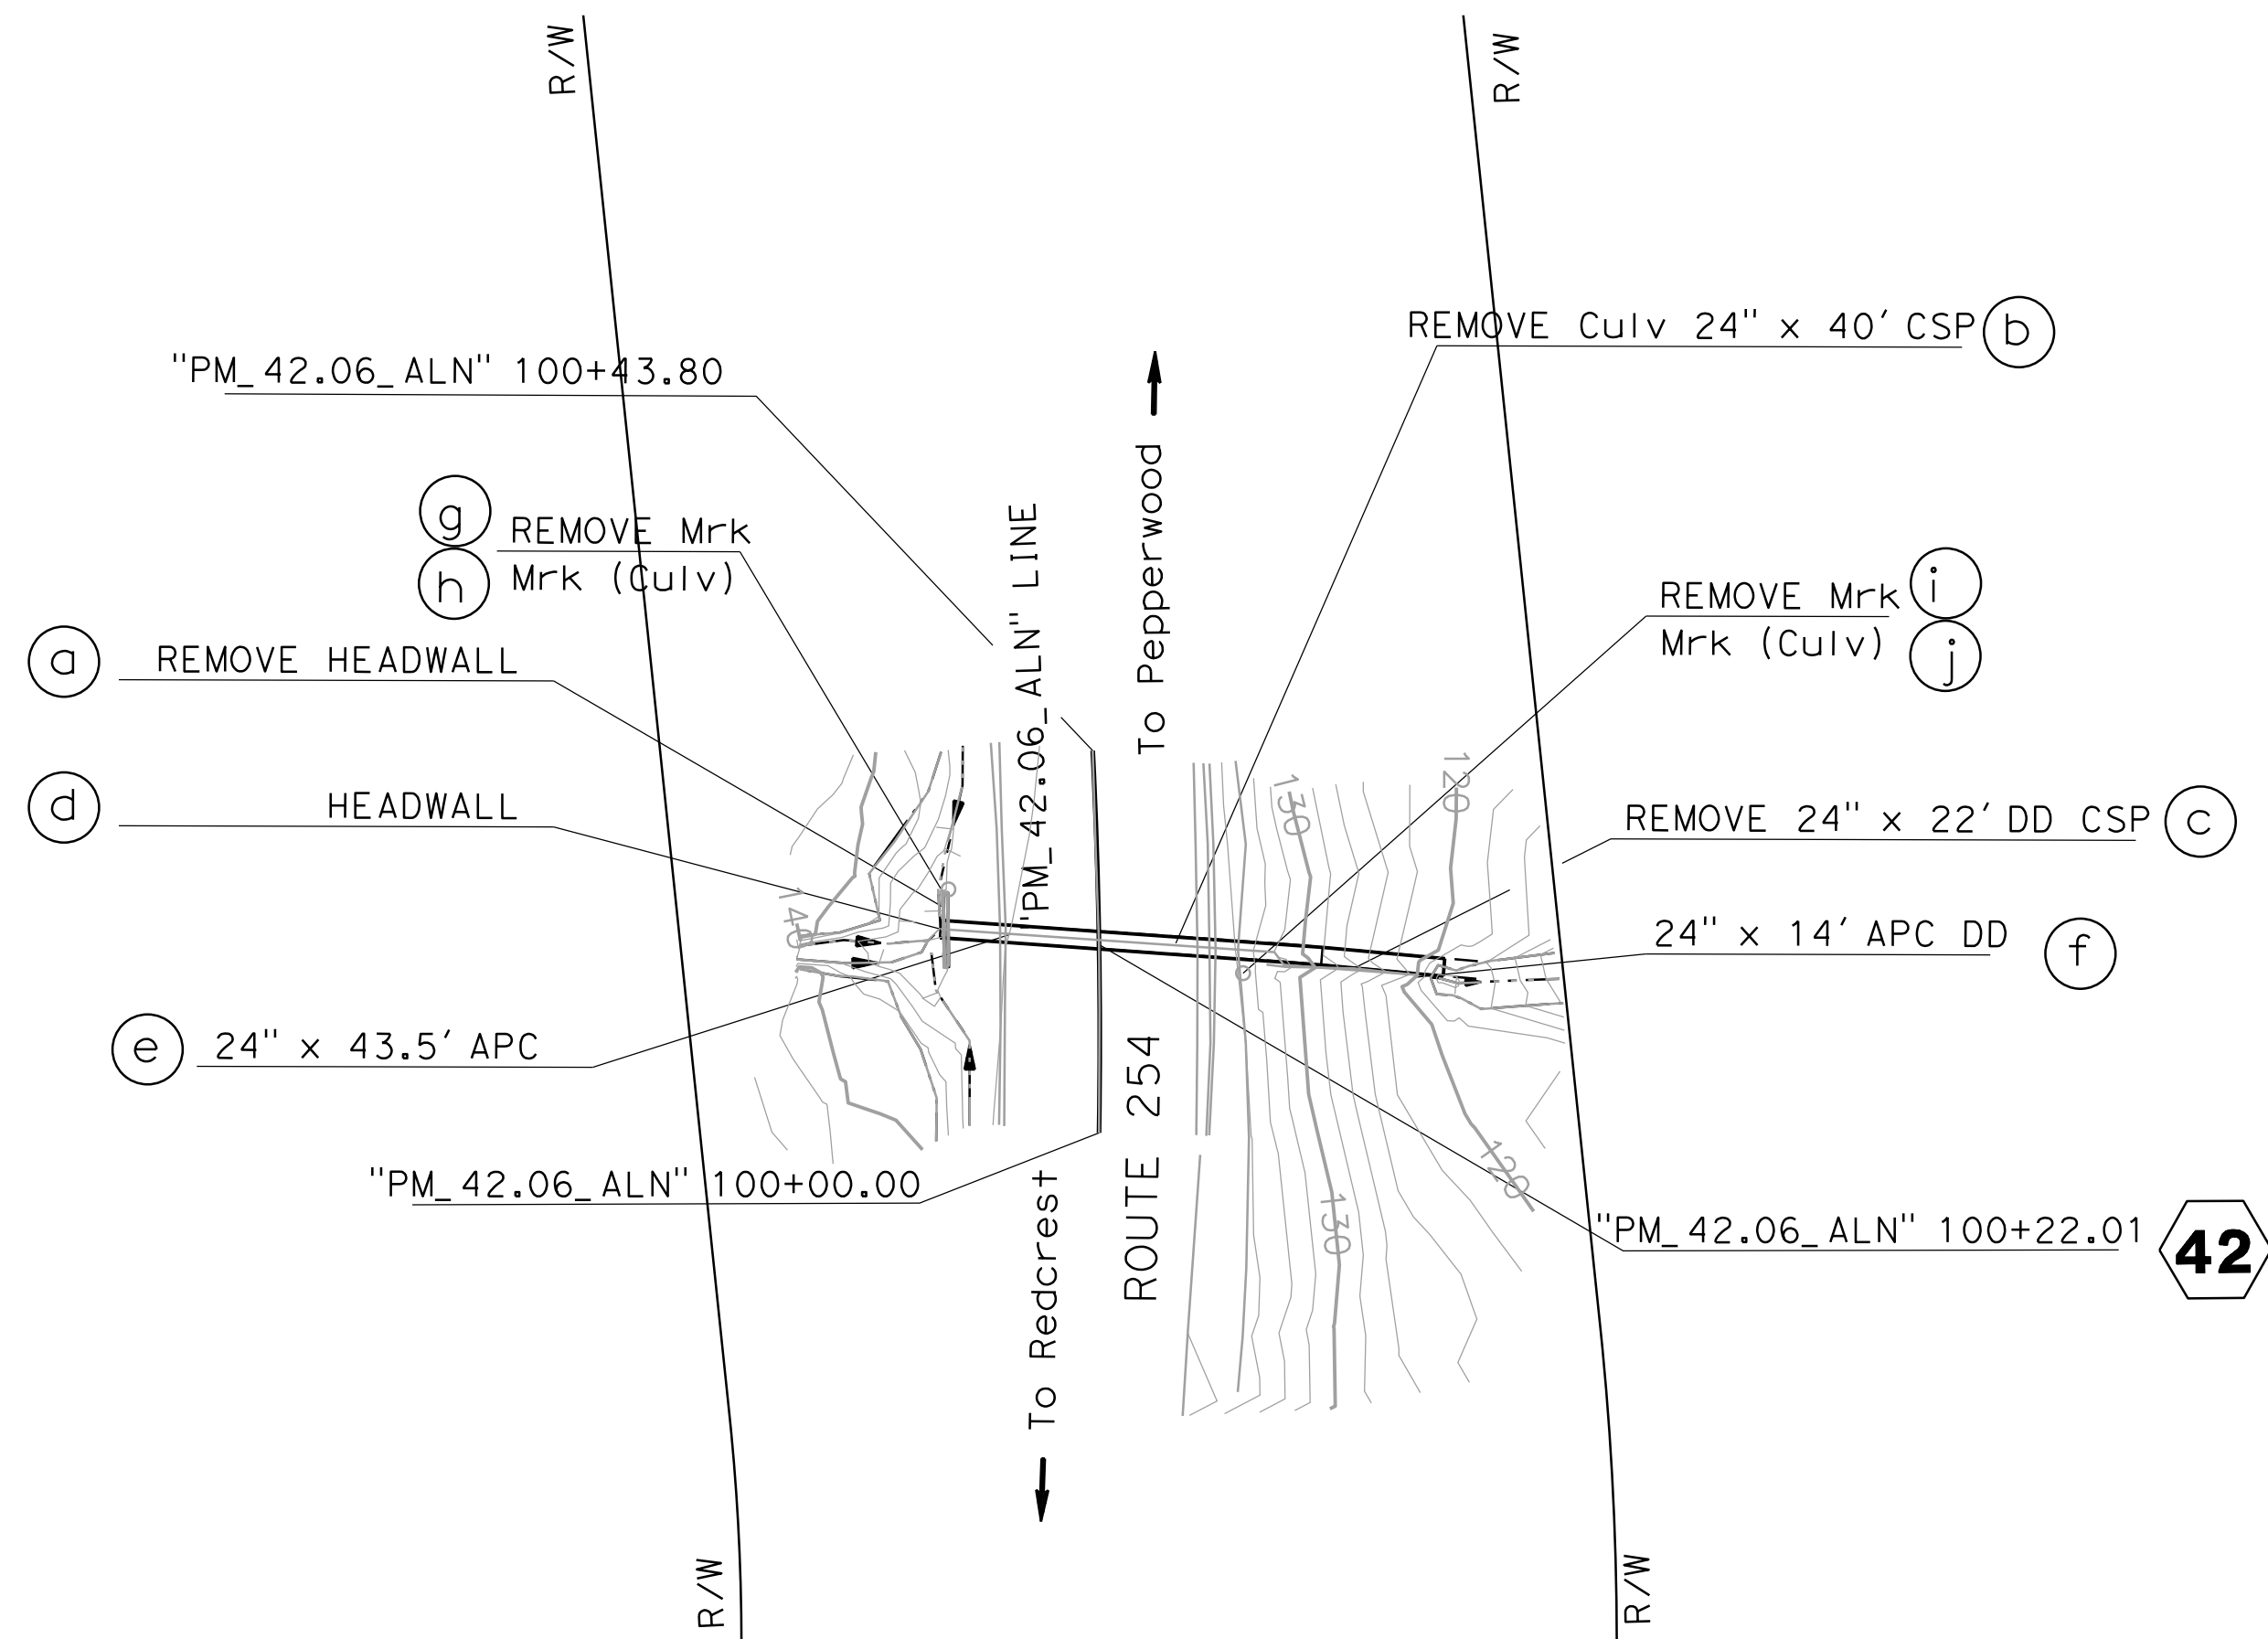 R/W
R/W
REMOVE Culv 24" x 40' CSP
b
"PM_42.06_ALN" 100+43.80
To Pepperwood
g
REMOVE Mrk
h
Mrk (Culv)
"PM_42.06_ALN" LINE
i
REMOVE Mrk
j
Mrk (Culv)
a
REMOVE HEADWALL
d
HEADWALL
130
120
REMOVE 24" x 22' DD CSP
c
140
24" x 14' APC DD
f
e
24" x 43.5' APC
ROUTE 254
120
130
"PM_42.06_ALN" 100+00.00
To Redcrest
"PM_42.06_ALN" 100+22.01
42
R/W
R/W